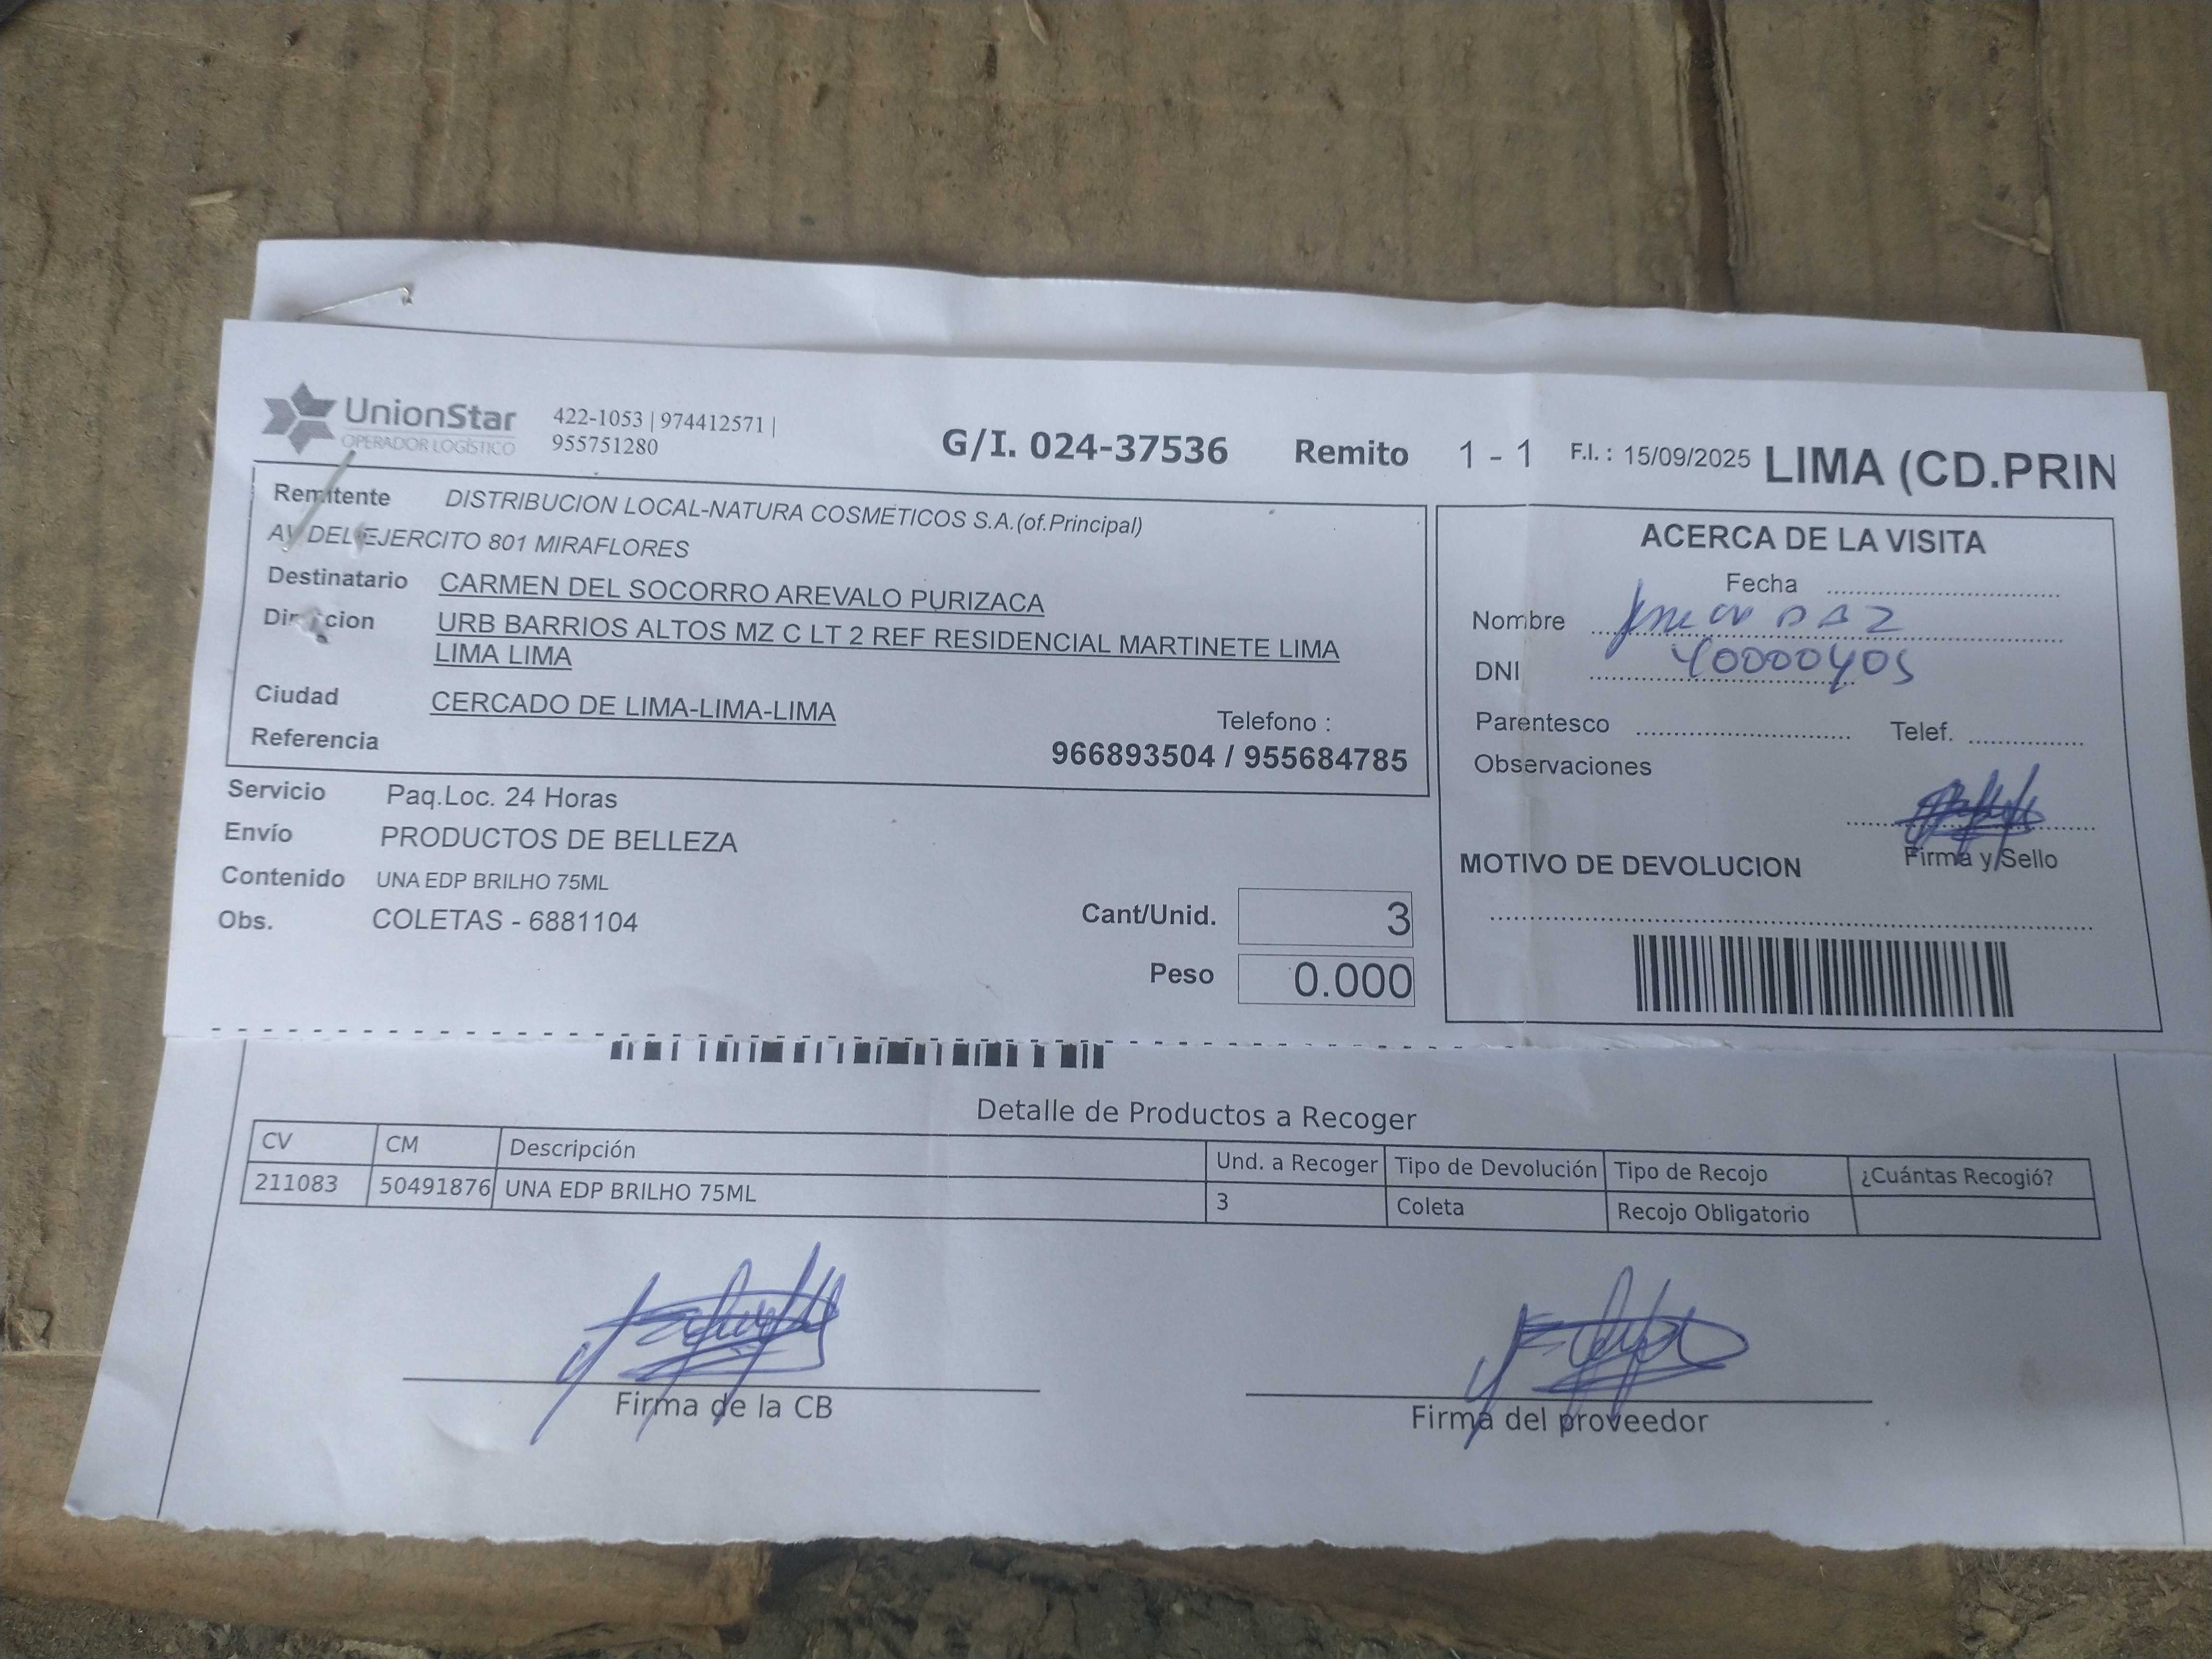 UnionStar
OPERADOR LOGÍSTICO
422-1053 | 974412571 |
955751280
G/I. 024-37536 Remito 1 - 1 F.I. : 15/09/2025 LIMA (CD.PRIN
Remitente DISTRIBUCION LOCAL-NATURA COSMETICOS S.A.(of.Principal)
AV DEL EJERCITO 801 MIRAFLORES
Destinatario CARMEN DEL SOCORRO AREVALO PURIZACA
Direccion URB BARRIOS ALTOS MZ C LT 2 REF RESIDENCIAL MARTINETE LIMA
LIMA LIMA
Ciudad CERCADO DE LIMA-LIMA-LIMA
Referencia
Telefono :
966893504 / 955684785
Servicio Paq.Loc. 24 Horas
Envío PRODUCTOS DE BELLEZA
Contenido UNA EDP BRILHO 75ML
Obs. COLETAS - 6881104
Cant/Unid. 3
Peso 0.000
ACERCA DE LA VISITA
Fecha
Nombre
DNI 40000405
Parentesco Telef.
Observaciones
Firma y Sello
MOTIVO DE DEVOLUCION
Detalle de Productos a Recoger
CV CM Descripción Und. a Recoger Tipo de Devolución Tipo de Recojo ¿Cuántas Recogió?
211083 50491876 UNA EDP BRILHO 75ML 3 Coleta Recojo Obligatorio
Firma de la CB
Firma del proveedor